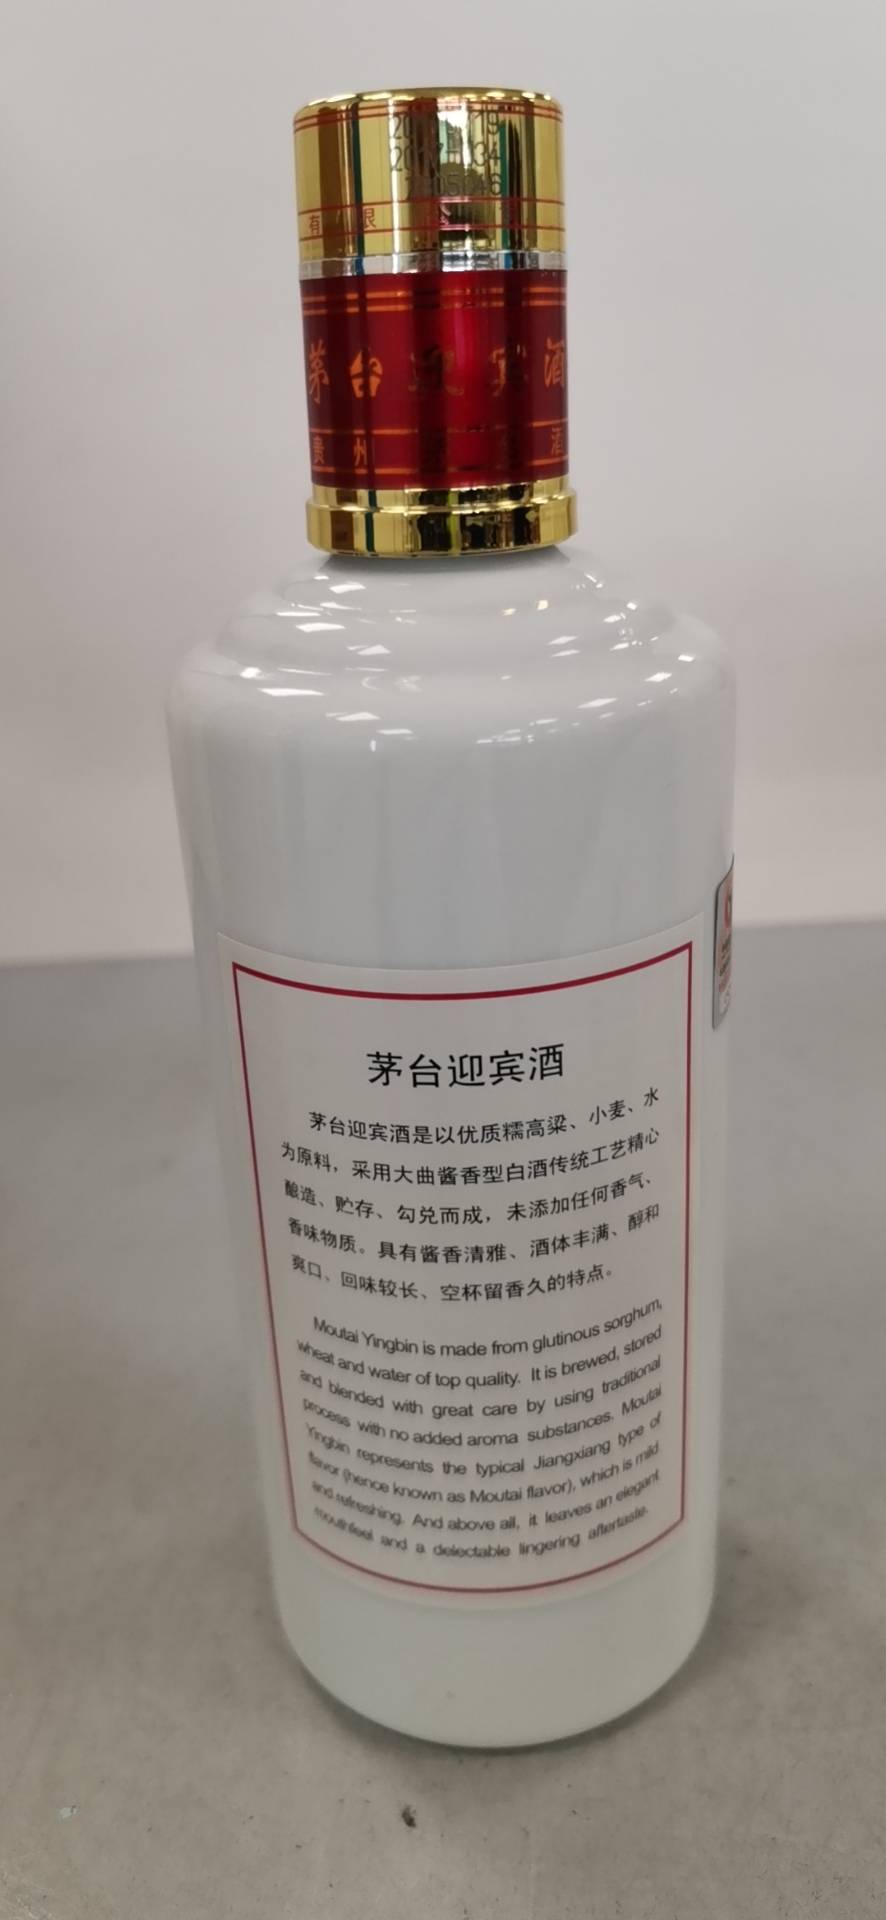 有限公司
茅台迎宾酒
贵州茅台酒
茅台迎宾酒
茅台迎宾酒是以优质糯高粱、小麦、水
为原料，采用大曲酱香型白酒传统工艺精心
酿造、贮存、勾兑而成，未添加任何香气、
香味物质。具有酱香清雅、酒体丰满、醇和
爽口、回味较长、空杯留香久的特点。
Moutai Yingbin is made from glutinous sorghum,
wheat and water of top quality. It is brewed, stored
and blended with great care by using traditional
process with no added aroma substances. Moutai
Yingbin represents the typical Jiangxiang type of
flavor (hence known as Moutai flavor), which is mild
and refreshing. And above all, it leaves an elegant
mouthfeel and a delectable lingering aftertaste.